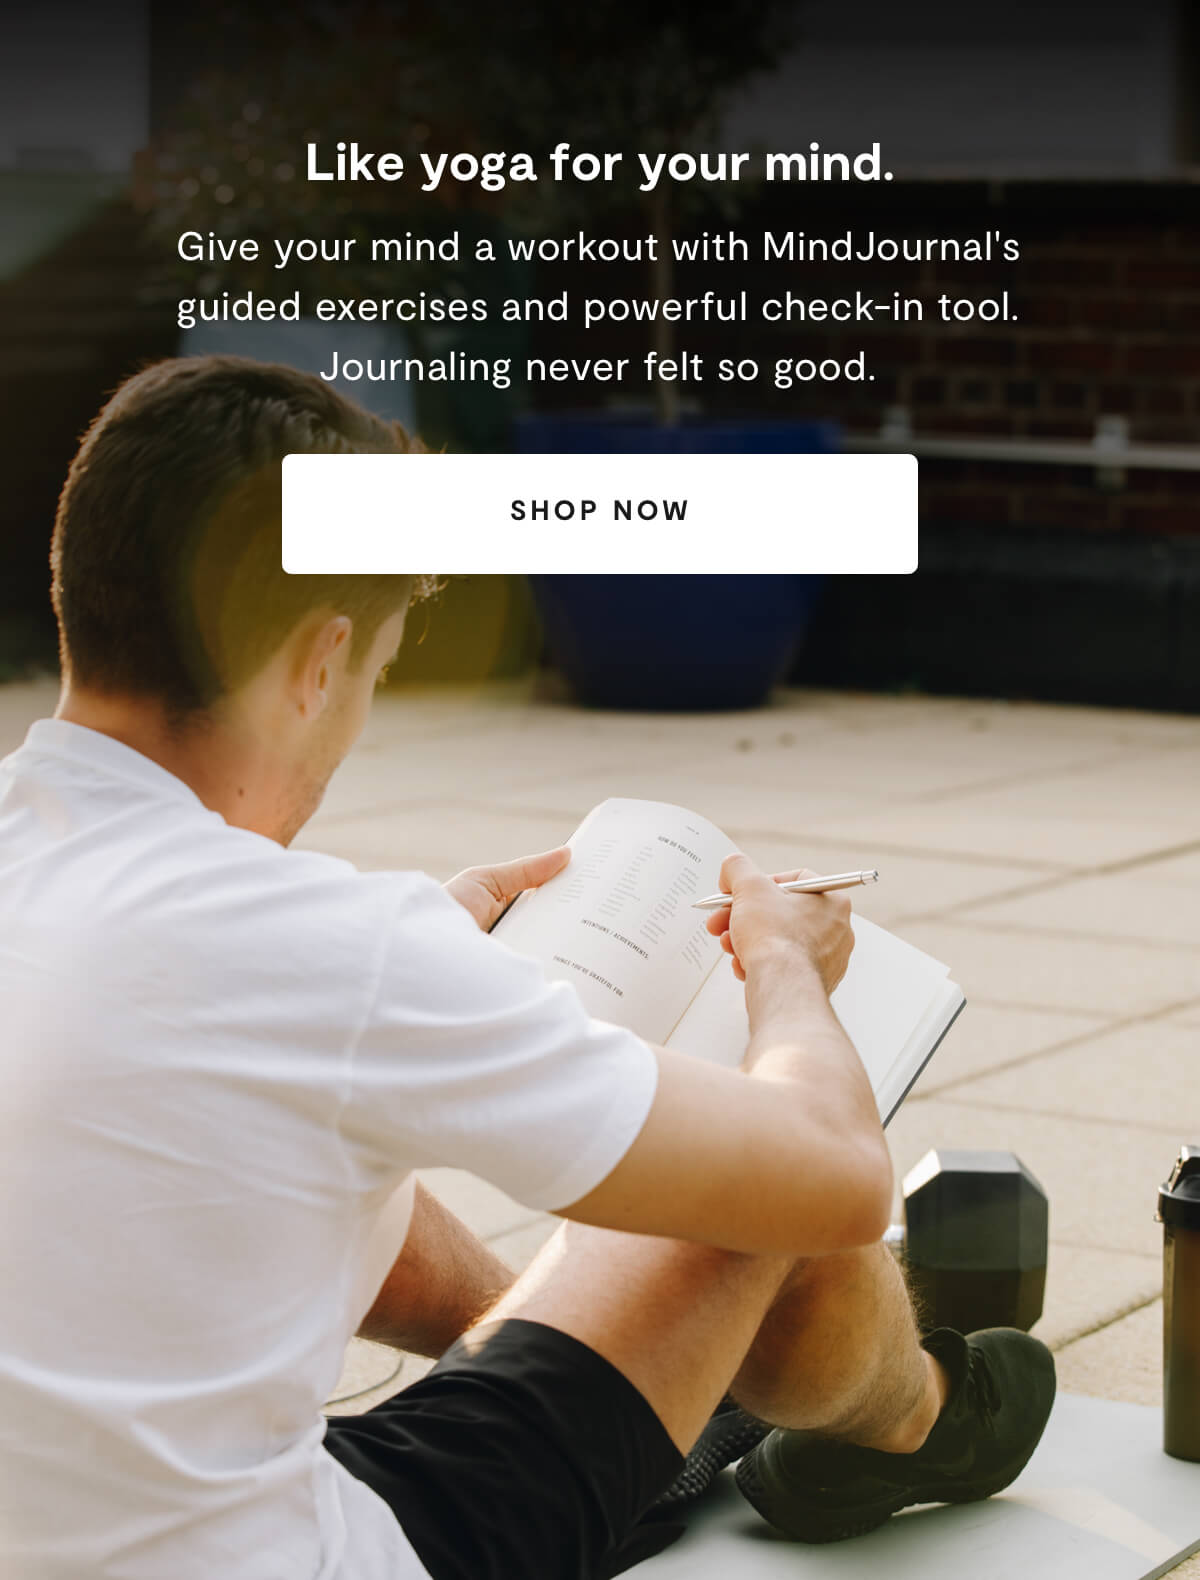 Like yoga for your mind.
Give your mind a workout with MindJournal's
guided exercises and powerful check-in tool.
Journaling never felt so good.
SHOP NOW
HOW DO YOU FEEL?
INTENTIONS / ACHIEVEMENTS.
THINGS YOU'RE GRATEFUL FOR.